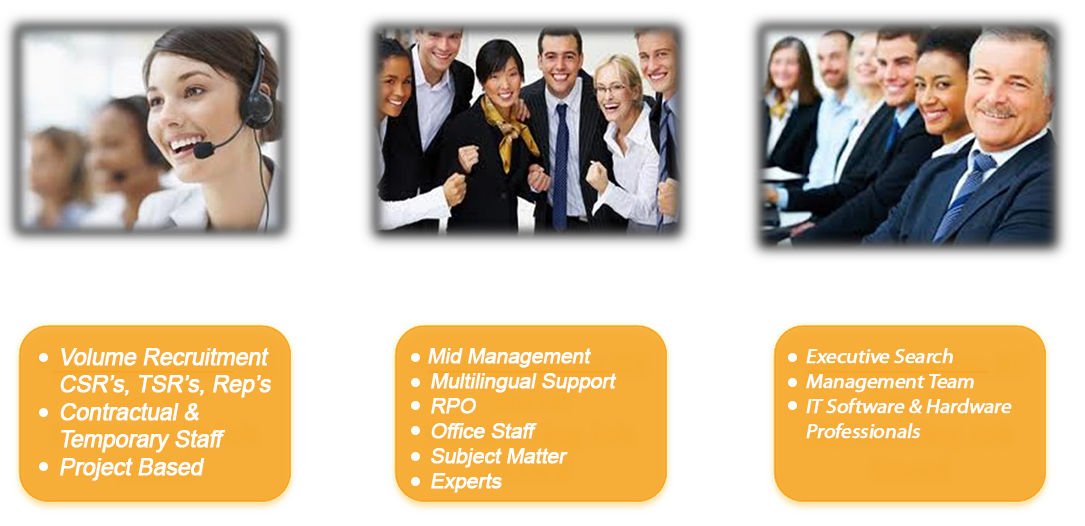 • Volume Recruitment
CSR's, TSR's, Rep's
• Contractual &
Temporary Staff
• Project Based
• Mid Management
• Multilingual Support
• RPO
• Office Staff
• Subject Matter
• Experts
• Executive Search
• Management Team
• IT Software & Hardware
Professionals